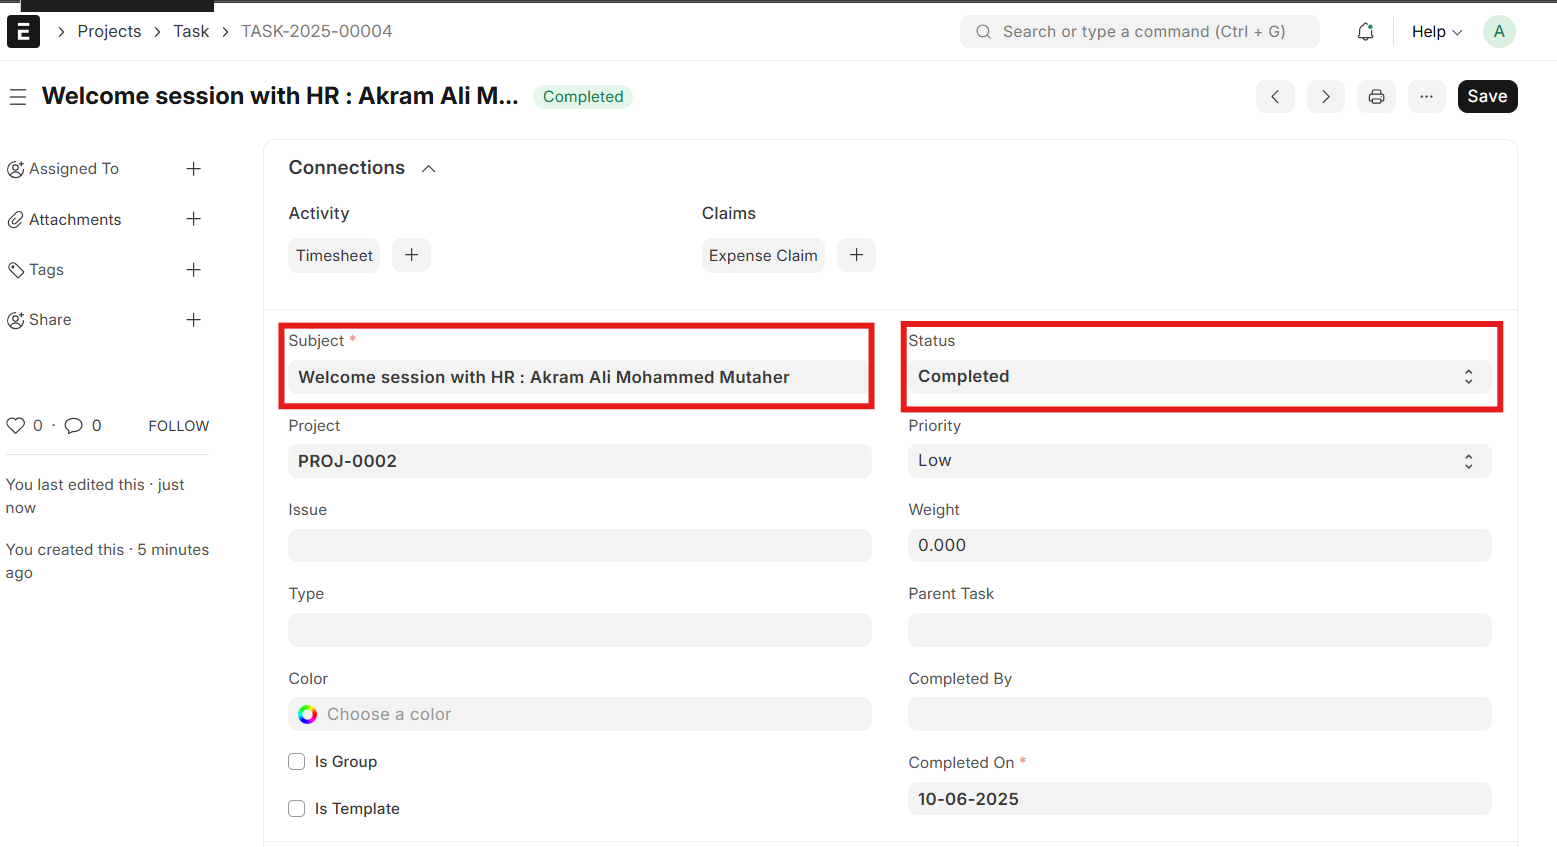 E
Projects
Task
TASK-2025-00004
Search or type a command (Ctrl + G)
Help
A
Welcome session with HR : Akram Ali M...
Completed
Save
Assigned To
Attachments
Tags
Share
0 · 0
FOLLOW
You last edited this · just
now
You created this · 5 minutes
ago
Connections
Activity
Claims
Timesheet
Expense Claim
Subject *
Welcome session with HR : Akram Ali Mohammed Mutaher
Status
Completed
Project
PROJ-0002
Priority
Low
Issue
Weight
0.000
Type
Parent Task
Color
Choose a color
Completed By
Is Group
Is Template
Completed On *
10-06-2025